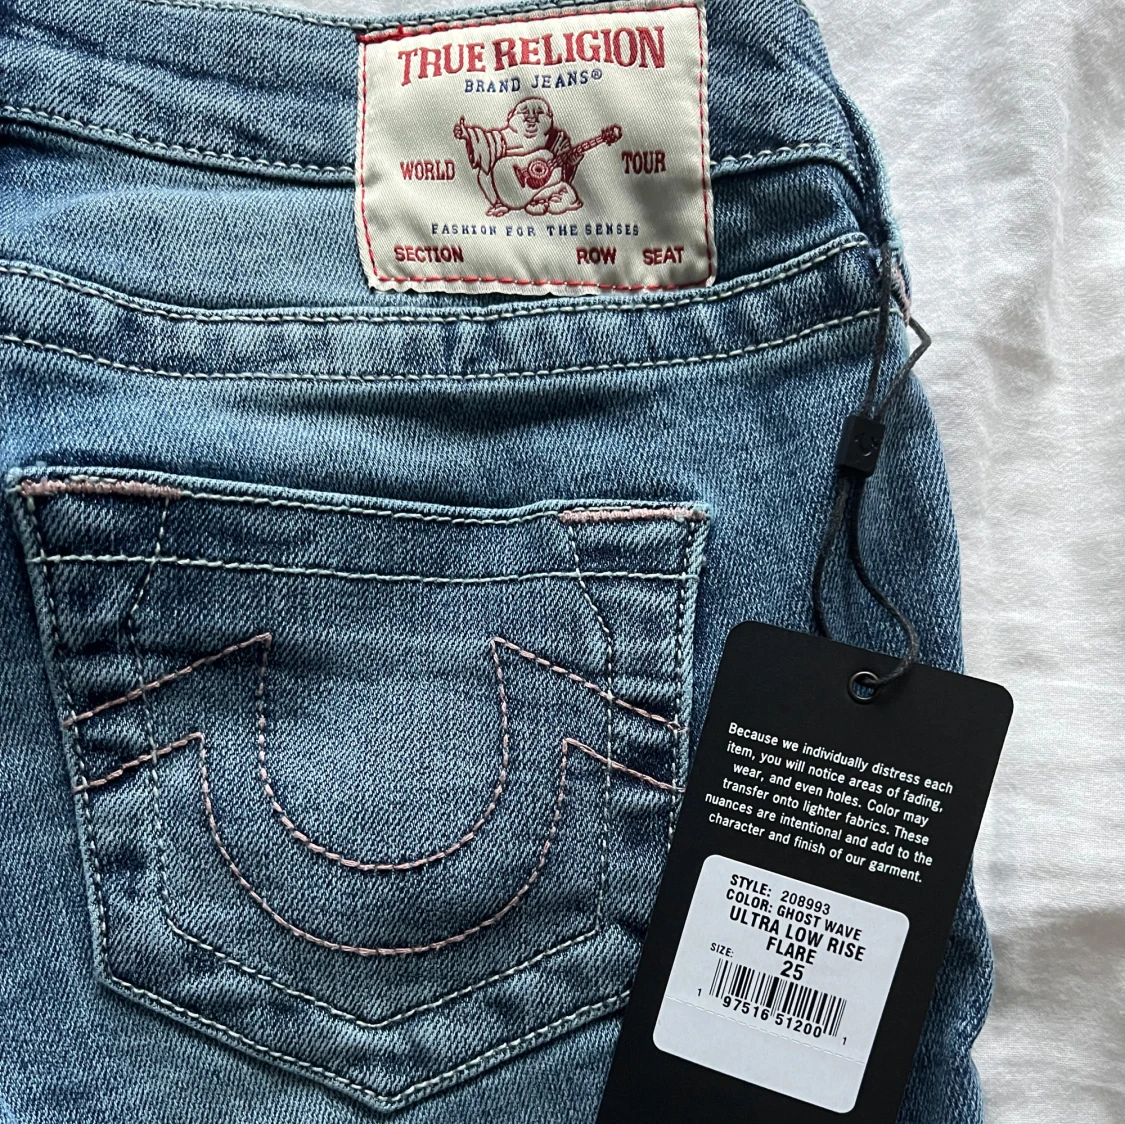 TRUE RELIGION
BRAND JEANS®
WORLD TOUR
FASHION FOR THE SENSES
SECTION ROW SEAT
Because we individually distress each
item, you will notice areas of fading,
wear, and even holes. Color may
transfer onto lighter fabrics. These
nuances are intentional and add to the
character and finish of our garment.
STYLE: 208993
COLOR: GHOST WAVE
ULTRA LOW RISE
FLARE
SIZE: 25
1 97516 51200 1